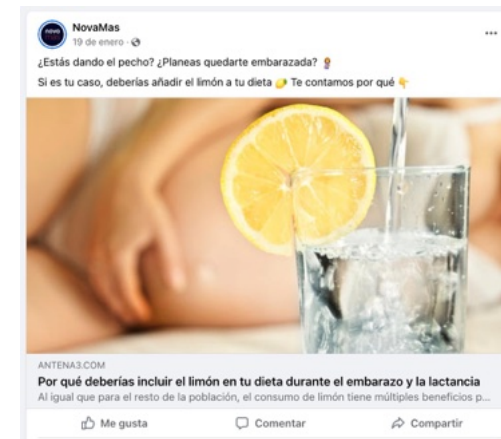 NovaMas
19 de enero ·
¿Estás dando el pecho? ¿Planeas quedarte embarazada? 🤰
Si es tu caso, deberías añadir el limón a tu dieta 🍋 Te contamos por qué 👇
ANTENA3.COM
Por qué deberías incluir el limón en tu dieta durante el embarazo y la lactancia
Al igual que para el resto de la población, el consumo de limón tiene múltiples beneficios p...
Me gusta
Comentar
Compartir